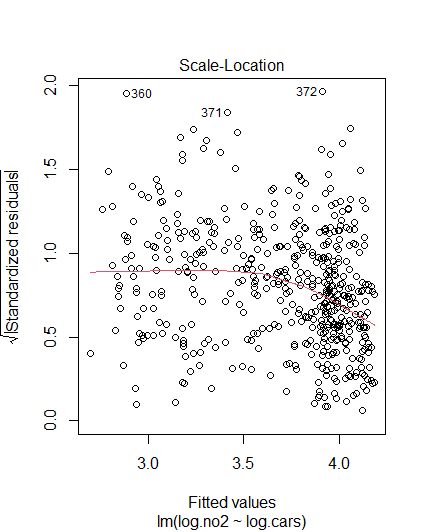 Scale-Location
√|Standardized residuals|
0.0 0.5 1.0 1.5 2.0
360
371
372
3.0 3.5 4.0
Fitted values
lm(log.no2 ~ log.cars)